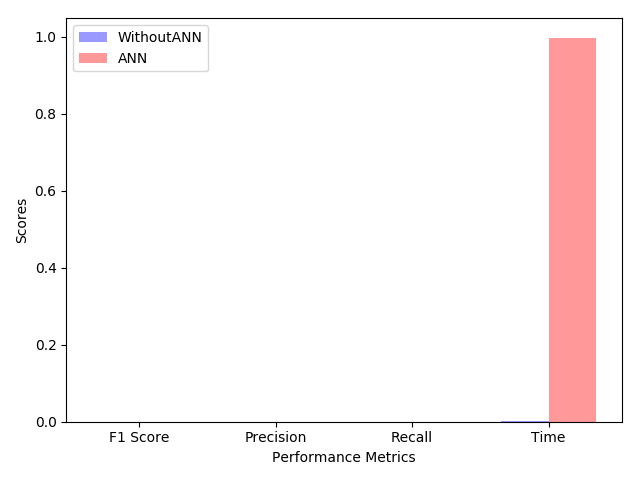 WithoutANN
ANN
1.0
0.8
0.6
0.4
0.2
0.0
Scores
F1 Score Precision Recall Time
Performance Metrics